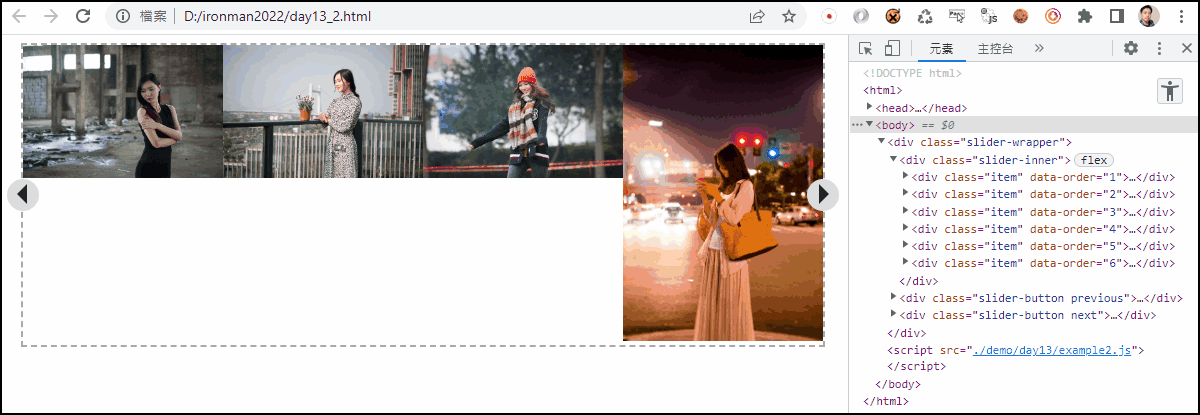 檔案 D:/ironman2022/day13_2.html
元素 主控台 »
<!DOCTYPE html>
<html>
<head>…</head>
<body> == $0
<div class="slider-wrapper">
<div class="slider-inner"> flex
<div class="item" data-order="1">…</div>
<div class="item" data-order="2">…</div>
<div class="item" data-order="3">…</div>
<div class="item" data-order="4">…</div>
<div class="item" data-order="5">…</div>
<div class="item" data-order="6">…</div>
</div>
<div class="slider-button previous">…</div>
<div class="slider-button next">…</div>
</div>
<script src="./demo/day13/example2.js">
</script>
</body>
</html>